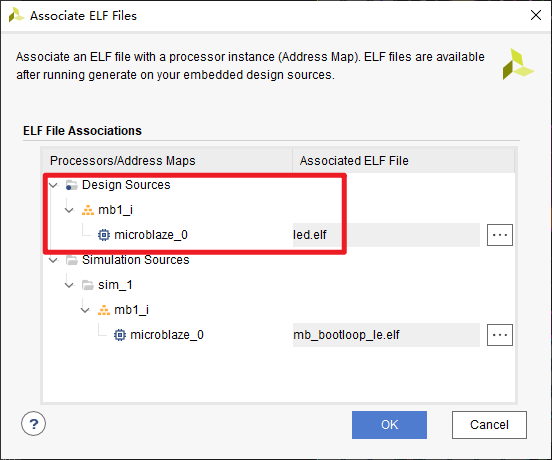 Associate ELF Files
Associate an ELF file with a processor instance (Address Map). ELF files are available
after running generate on your embedded design sources.
ELF File Associations
Processors/Address Maps Associated ELF File
Design Sources
mb1_i
microblaze_0 led.elf ...
Simulation Sources
sim_1
mb1_i
microblaze_0 mb_bootloop_le.elf ...
? OK Cancel